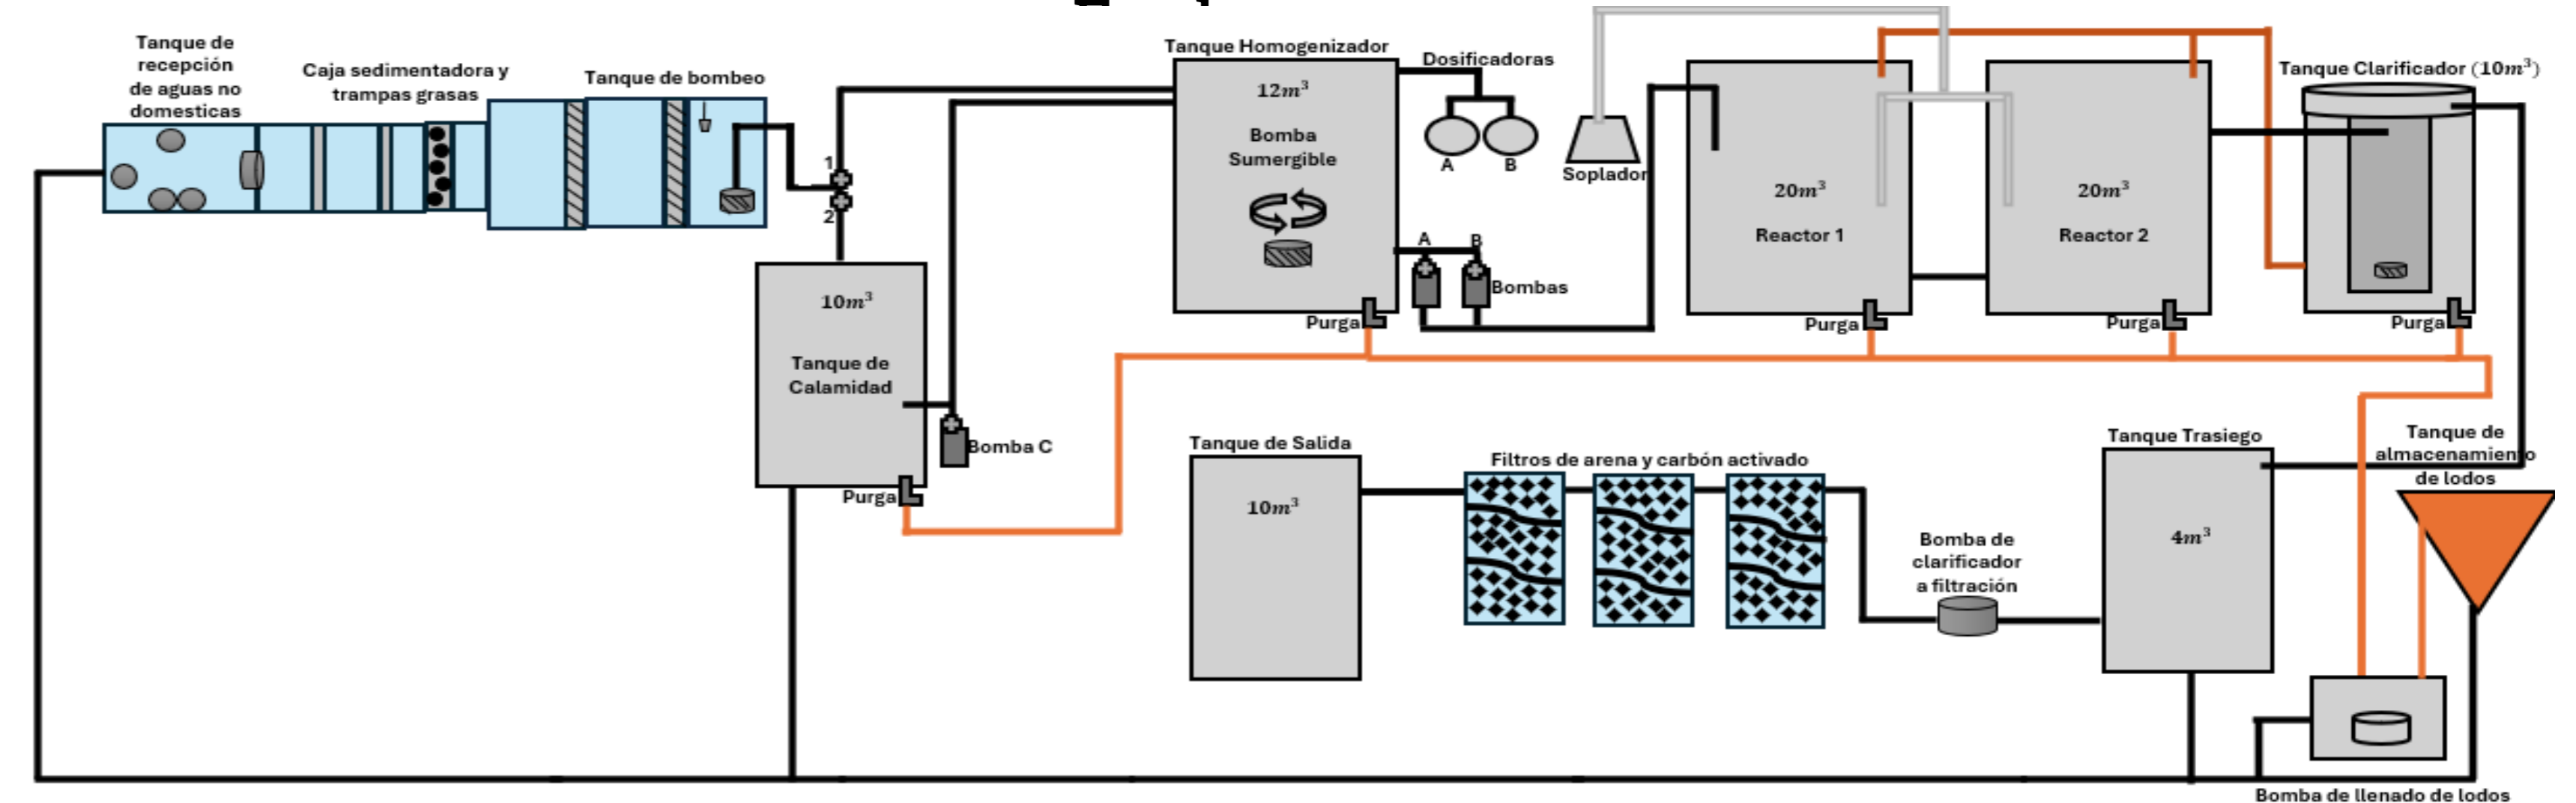 Tanque de
recepción
de aguas no
domesticas
Caja sedimentadora y
trampas grasas
Tanque de bombeo
1
2
10m³
Tanque de
Calamidad
Bomba C
Purga
Tanque Homogenizador
12m³
Bomba
Sumergible
Purga
Dosificadoras
A
B
A
B
Bombas
Soplador
20m³
Reactor 1
Purga
20m³
Reactor 2
Purga
Tanque Clarificador (10m³)
Purga
Tanque de Salida
10m³
Filtros de arena y carbón activado
Bomba de
clarificador
a filtración
Tanque Trasiego
4m³
Tanque de
almacenamiento
de lodos
Bomba de llenado de lodos